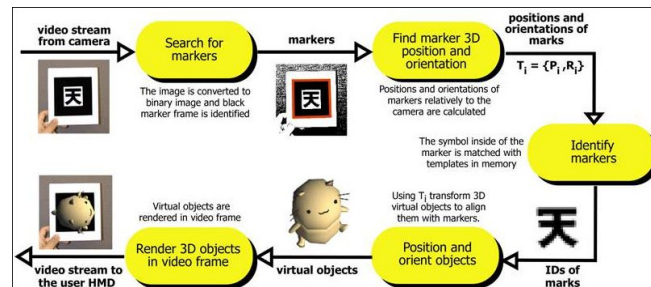 video stream
from camera
Search for
markers
The image is converted to
binary image and black
marker frame is identified
markers
Find marker 3D
position and
orientation
Positions and orientations of
markers relatively to the
camera are calculated
positions and
orientations of
marks
Tᵢ = {Pᵢ,Rᵢ}
天
天
The symbol inside of the
marker is matched with
templates in memory
Identify
markers
天
IDs of
marks
Using Tᵢ transform 3D
virtual objects to align
them with markers.
Position and
orient objects
virtual objects
Virtual objects are
rendered in video frame
Render 3D objects
in video frame
video stream to
the user HMD